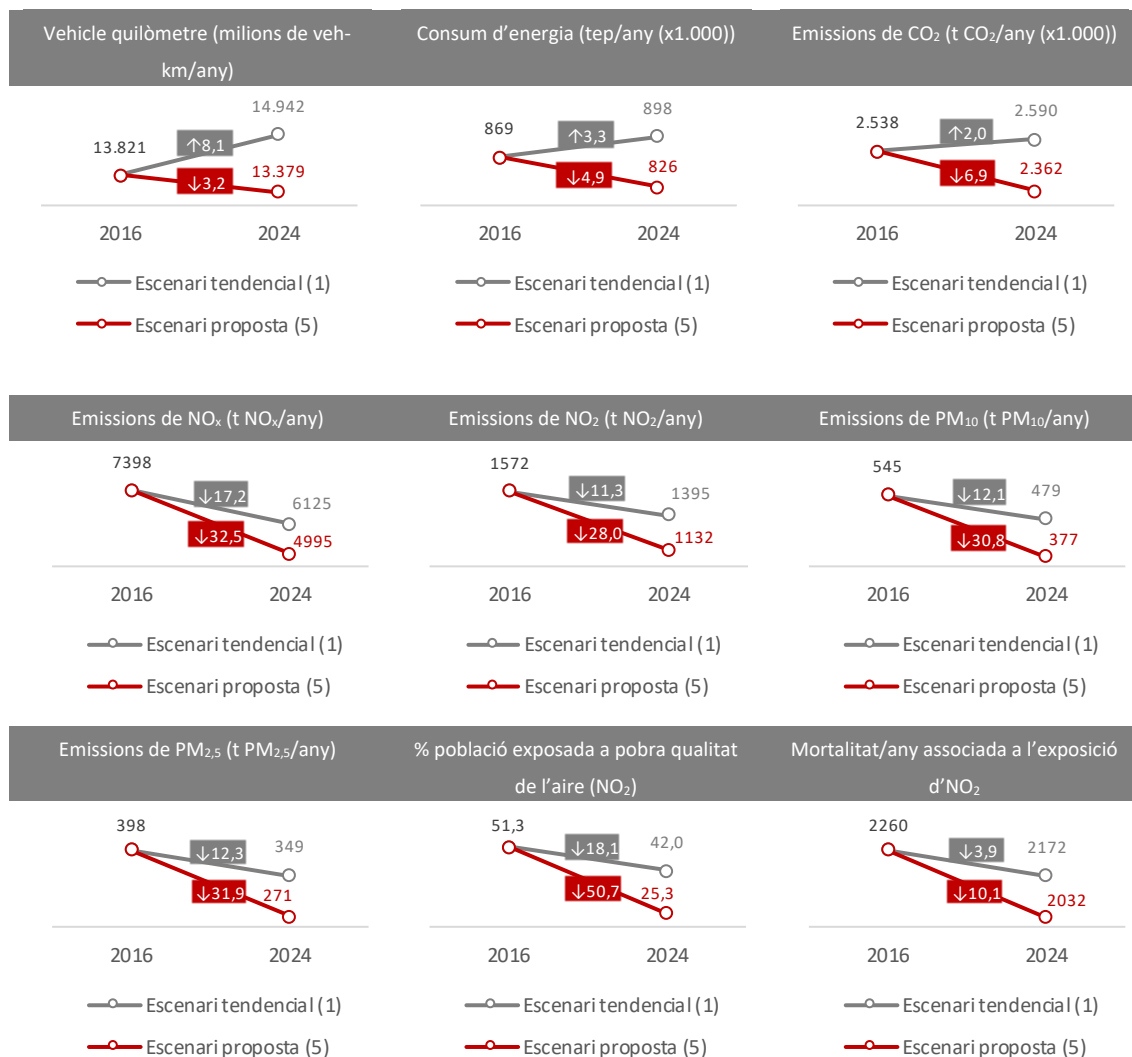 Vehicle quilòmetre (milions de veh-
km/any)
14.942
13.821
↑8,1
↓3,2
13.379
2016
2024
Escenari tendencial (1)
Escenari proposta (5)
Consum d’energia (tep/any (x1.000))
898
869
↑3,3
↓4,9
826
2016
2024
Escenari tendencial (1)
Escenari proposta (5)
Emissions de CO₂ (t CO₂/any (x1.000))
2.590
2.538
↑2,0
↓6,9
2.362
2016
2024
Escenari tendencial (1)
Escenari proposta (5)
Emissions de NOₓ (t NOₓ/any)
7398
↓17,2
6125
↓32,5
4995
2016
2024
Escenari tendencial (1)
Escenari proposta (5)
Emissions de NO₂ (t NO₂/any)
1572
↓11,3
1395
↓28,0
1132
2016
2024
Escenari tendencial (1)
Escenari proposta (5)
Emissions de PM₁₀ (t PM₁₀/any)
545
↓12,1
479
↓30,8
377
2016
2024
Escenari tendencial (1)
Escenari proposta (5)
Emissions de PM₂,₅ (t PM₂,₅/any)
398
↓12,3
349
↓31,9
271
2016
2024
Escenari tendencial (1)
Escenari proposta (5)
% població exposada a pobra qualitat
de l’aire (NO₂)
51,3
↓18,1
42,0
↓50,7
25,3
2016
2024
Escenari tendencial (1)
Escenari proposta (5)
Mortalitat/any associada a l’exposició
d’NO₂
2260
↓3,9
2172
↓10,1
2032
2016
2024
Escenari tendencial (1)
Escenari proposta (5)